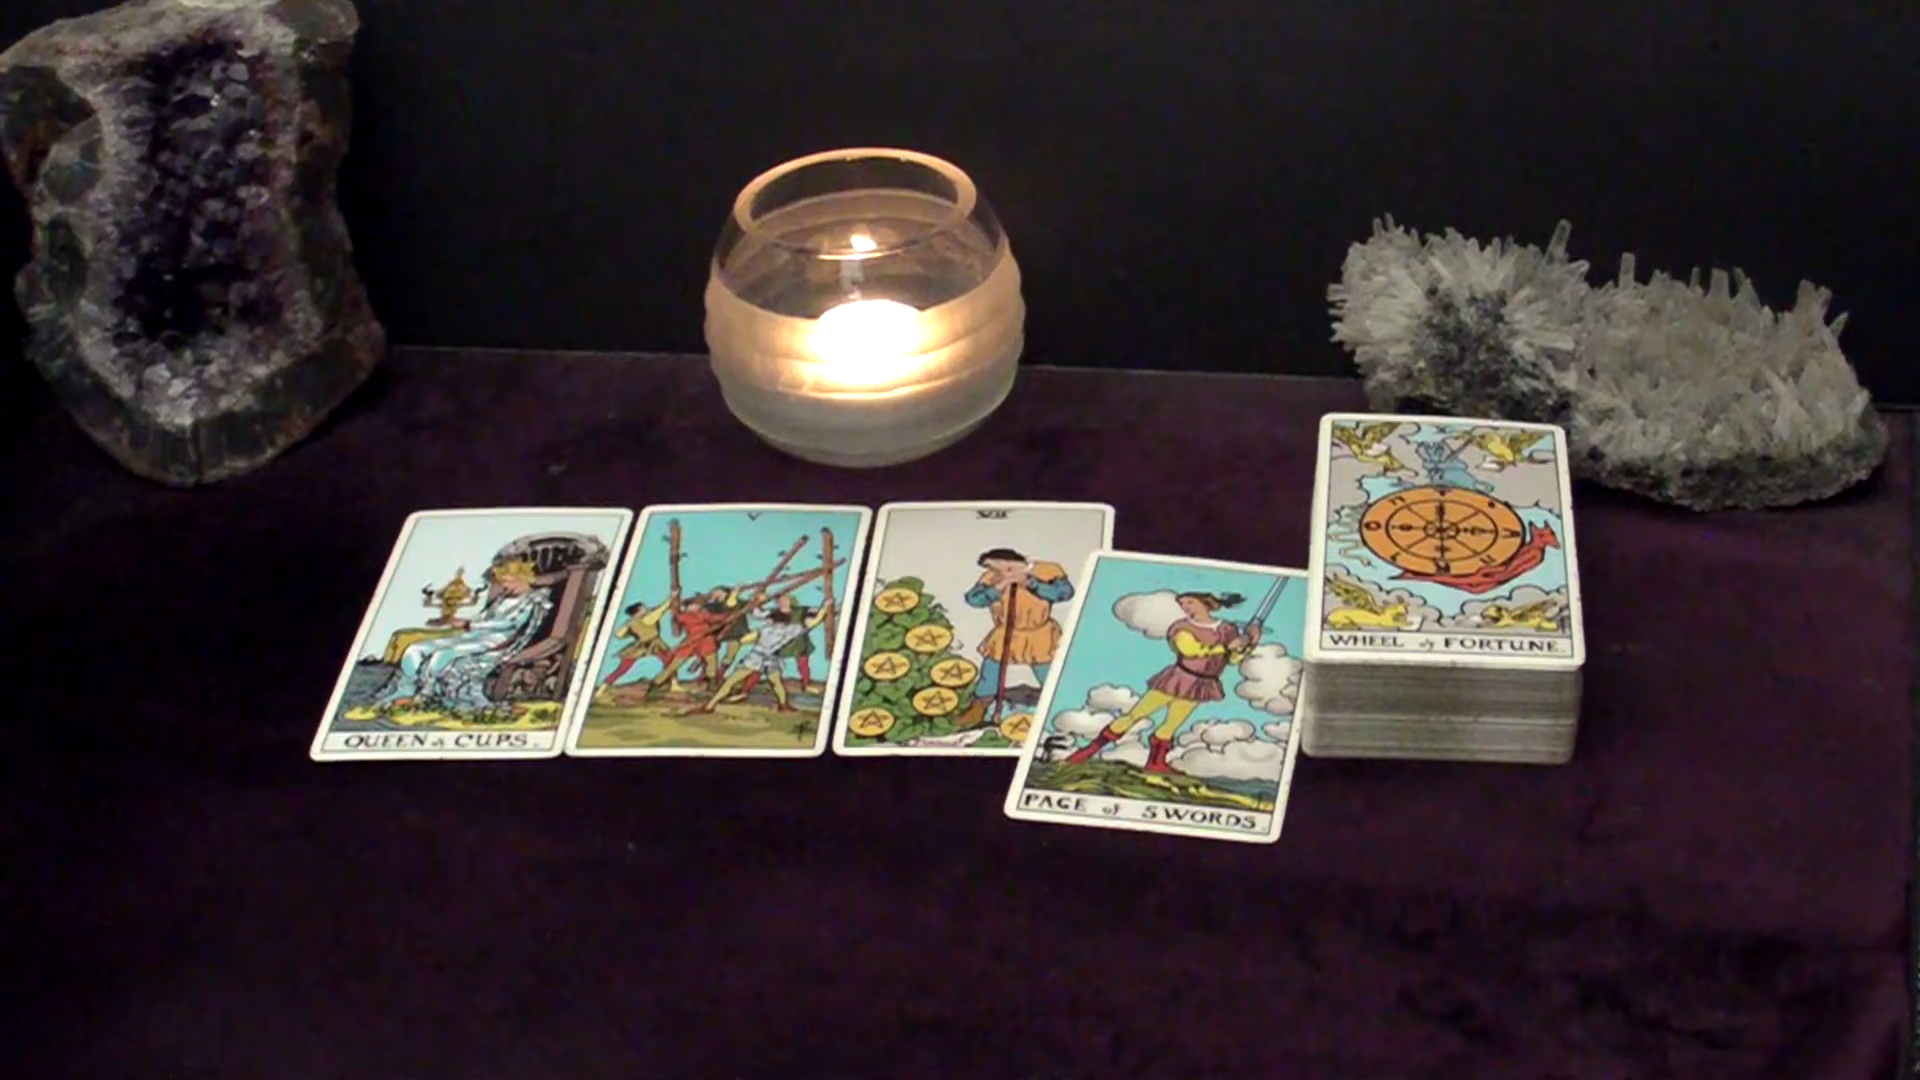 QUEEN of CUPS.
V
VII
PAGE of SWORDS.
WHEEL of FORTUNE.